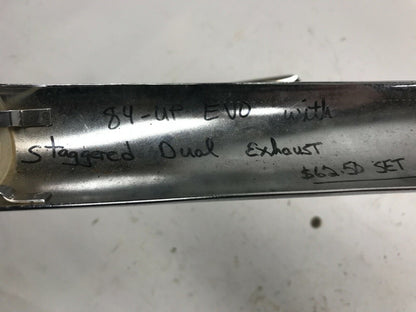 84-UP EVO with
Staggered Dual Exhaust
$62.50 SET